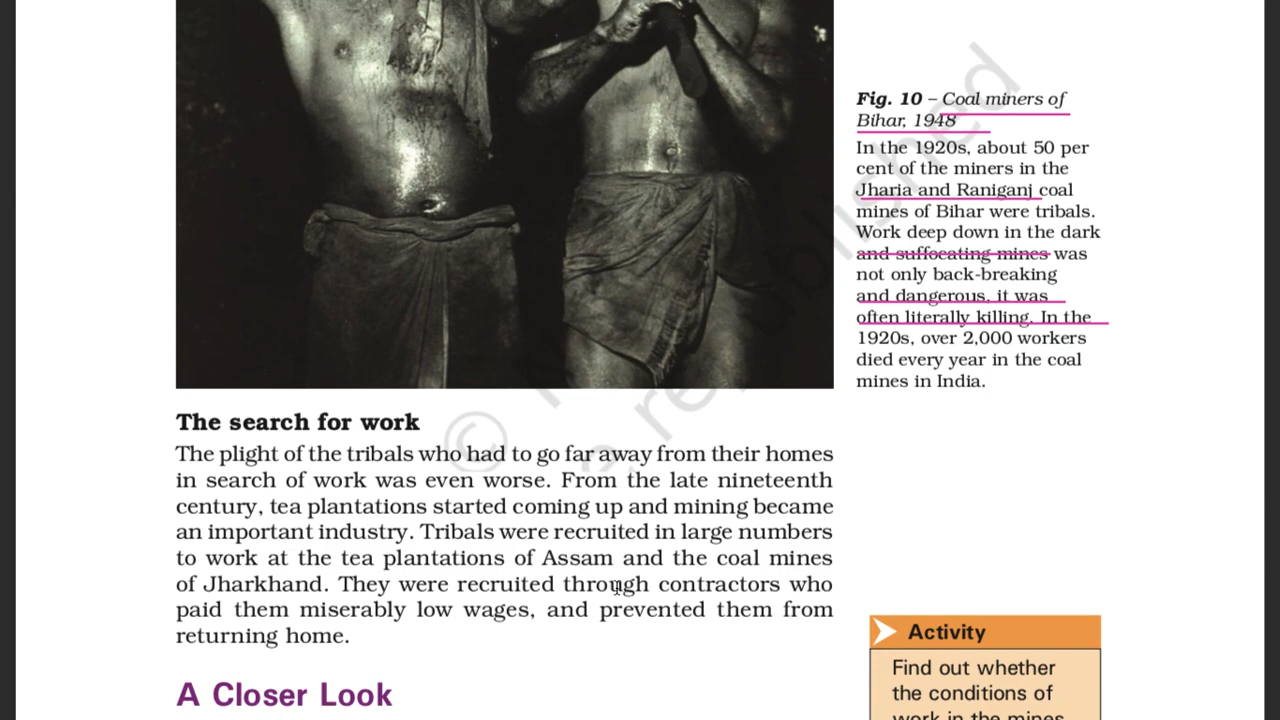 Fig. 10 – Coal miners of
Bihar, 1948
In the 1920s, about 50 per
cent of the miners in the
Jharia and Raniganj coal
mines of Bihar were tribals.
Work deep down in the dark
and suffocating mines was
not only back-breaking
and dangerous, it was
often literally killing. In the
1920s, over 2,000 workers
died every year in the coal
mines in India.
The search for work
The plight of the tribals who had to go far away from their homes
in search of work was even worse. From the late nineteenth
century, tea plantations started coming up and mining became
an important industry. Tribals were recruited in large numbers
to work at the tea plantations of Assam and the coal mines
of Jharkhand. They were recruited through contractors who
paid them miserably low wages, and prevented them from
returning home.
A Closer Look
Activity
Find out whether
the conditions of
work in the mines